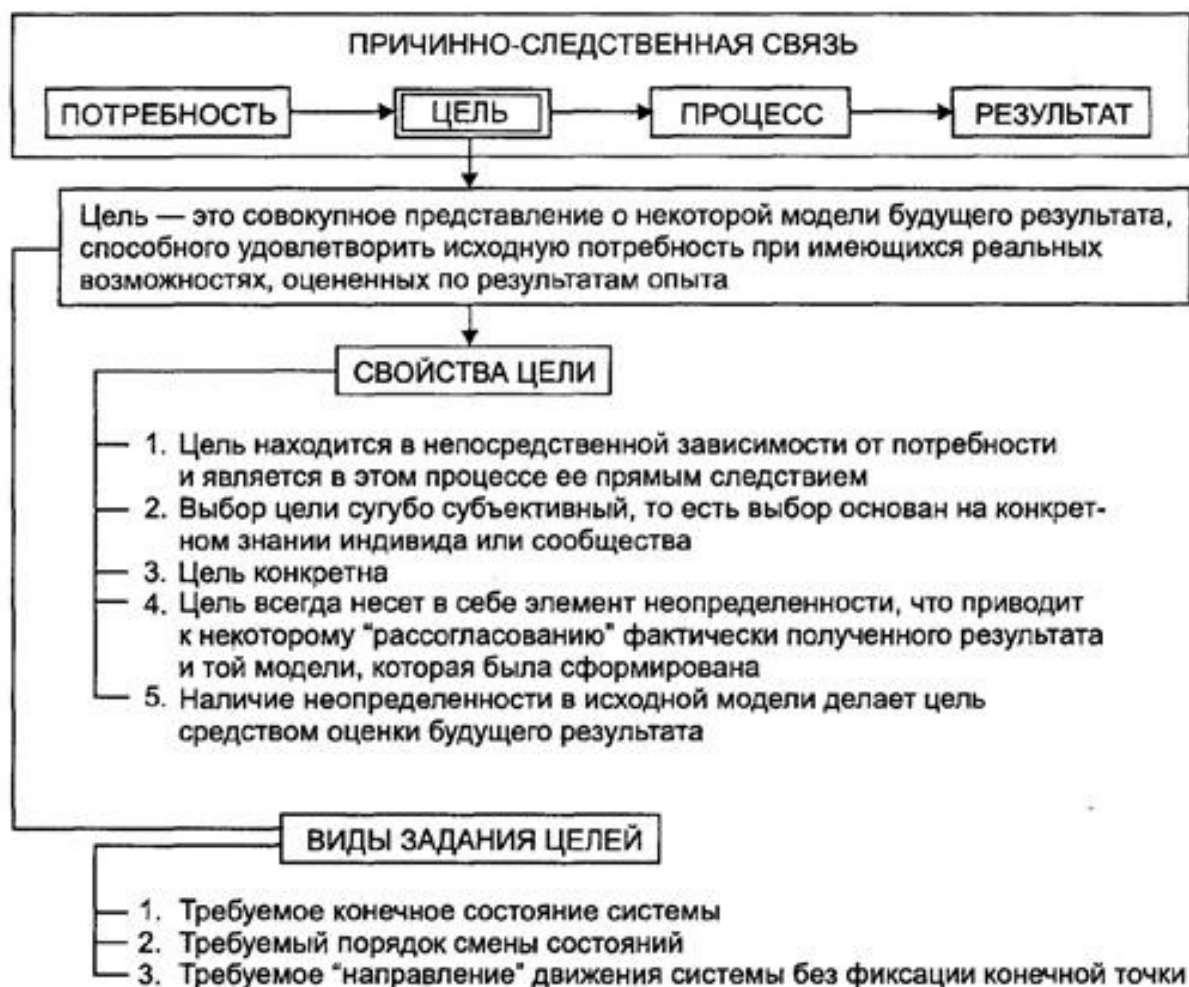 ПРИЧИННО-СЛЕДСТВЕННАЯ СВЯЗЬ
ПОТРЕБНОСТЬ ЦЕЛЬ ПРОЦЕСС РЕЗУЛЬТАТ
Цель — это совокупное представление о некоторой модели будущего результата,
способного удовлетворить исходную потребность при имеющихся реальных
возможностях, оцененных по результатам опыта
СВОЙСТВА ЦЕЛИ
1. Цель находится в непосредственной зависимости от потребности
и является в этом процессе ее прямым следствием
2. Выбор цели сугубо субъективный, то есть выбор основан на конкрет-
ном знании индивида или сообщества
3. Цель конкретна
4. Цель всегда несет в себе элемент неопределенности, что приводит
к некоторому "рассогласованию" фактически полученного результата
и той модели, которая была сформирована
5. Наличие неопределенности в исходной модели делает цель
средством оценки будущего результата
ВИДЫ ЗАДАНИЯ ЦЕЛЕЙ
1. Требуемое конечное состояние системы
2. Требуемый порядок смены состояний
3. Требуемое "направление" движения системы без фиксации конечной точки